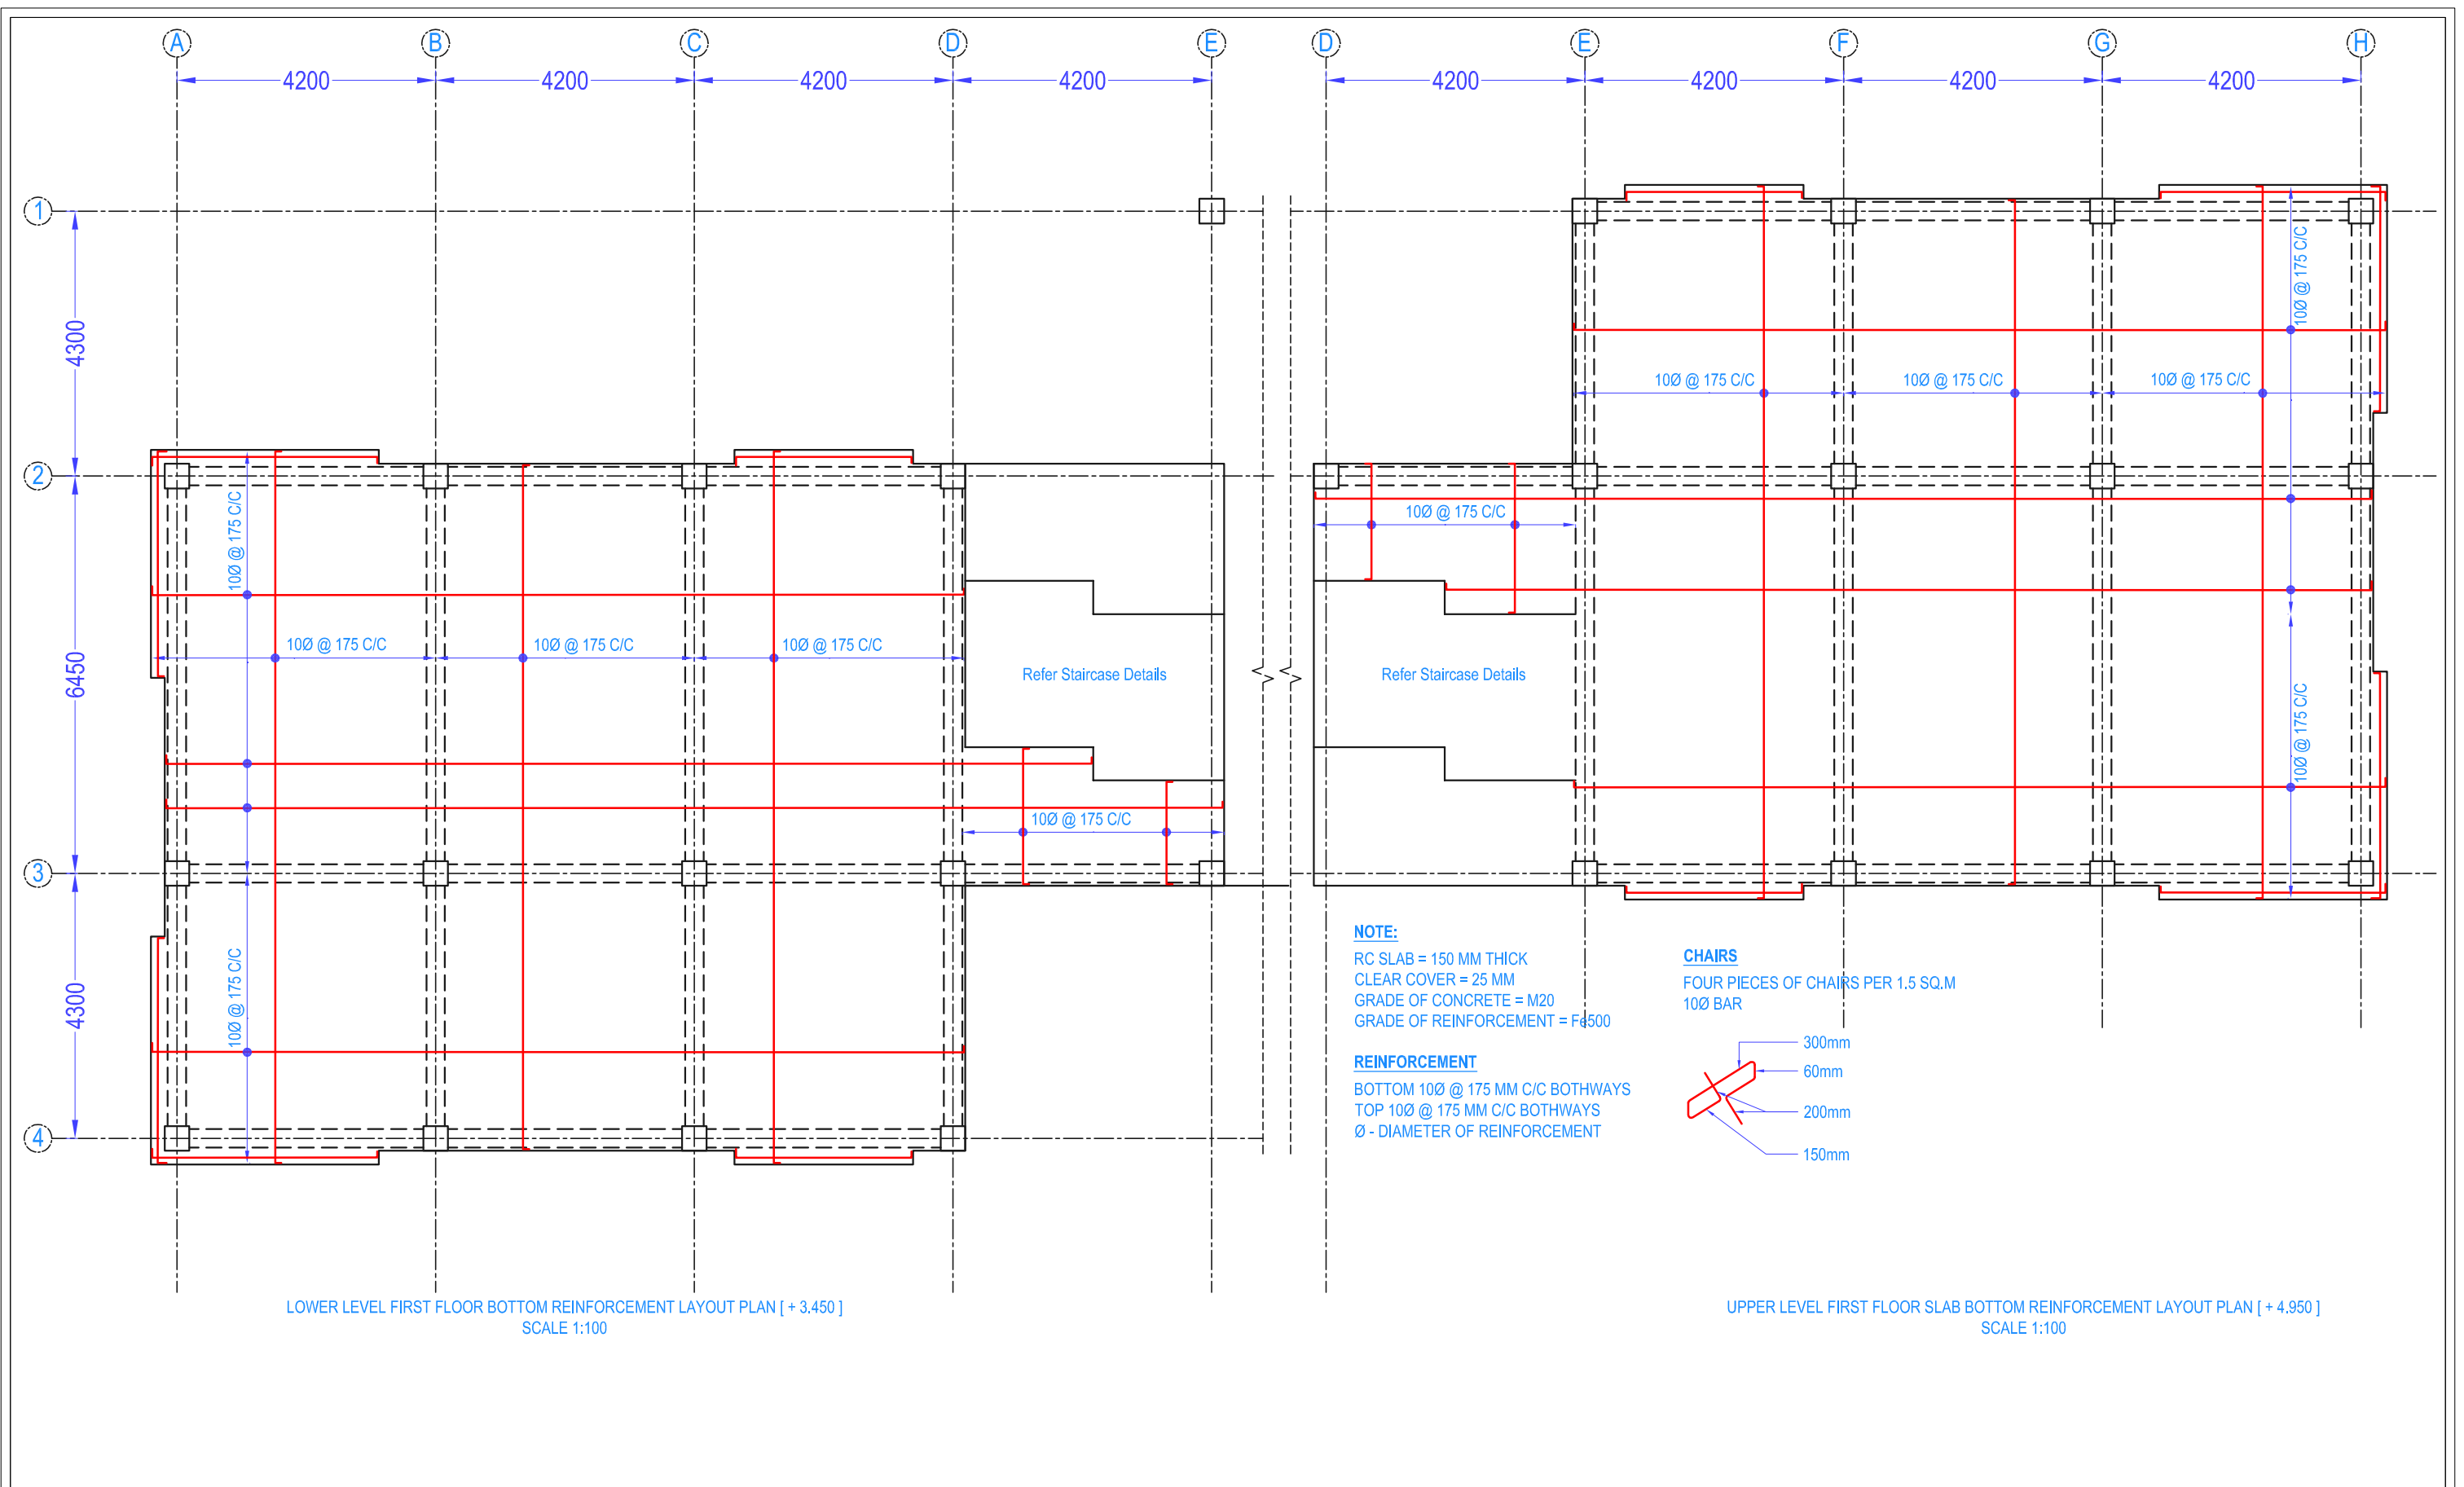 A B C D E D E F G H
4200 4200 4200 4200 4200 4200 4200 4200
1
4300
10Ø @ 175 C/C
10Ø @ 175 C/C 10Ø @ 175 C/C 10Ø @ 175 C/C
2
10Ø @ 175 C/C
10Ø @ 175 C/C
6450
10Ø @ 175 C/C 10Ø @ 175 C/C 10Ø @ 175 C/C
Refer Staircase Details Refer Staircase Details
10Ø @ 175 C/C
10Ø @ 175 C/C
3
4300
10Ø @ 175 C/C
4
NOTE:
RC SLAB = 150 MM THICK
CLEAR COVER = 25 MM
GRADE OF CONCRETE = M20
GRADE OF REINFORCEMENT = Fe500
REINFORCEMENT
BOTTOM 10Ø @ 175 MM C/C BOTHWAYS
TOP 10Ø @ 175 MM C/C BOTHWAYS
Ø - DIAMETER OF REINFORCEMENT
CHAIRS
FOUR PIECES OF CHAIRS PER 1.5 SQ.M
10Ø BAR
300mm
60mm
200mm
150mm
LOWER LEVEL FIRST FLOOR BOTTOM REINFORCEMENT LAYOUT PLAN [ + 3.450 ]
SCALE 1:100
UPPER LEVEL FIRST FLOOR SLAB BOTTOM REINFORCEMENT LAYOUT PLAN [ + 4.950 ]
SCALE 1:100